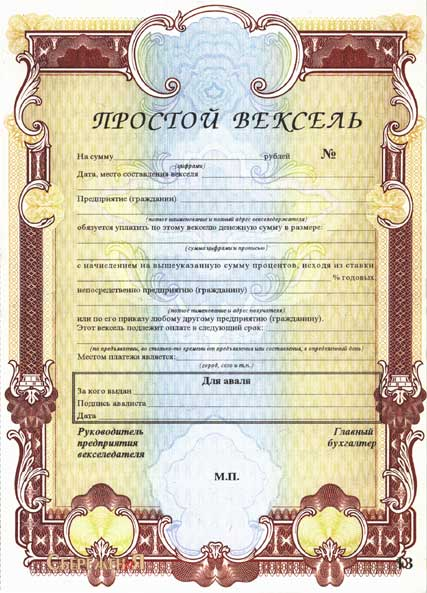 ПРОСТОЙ ВЕКСЕЛЬ
На сумму рублей №
(цифрами)
Дата, место составления векселя
Предприятие (гражданин)
(полное наименование и полный адрес векселедержателя)
обязуется уплатить по этому векселю денежную сумму в размере:
(сумма цифрами и прописью)
с начислением на вышеуказанную сумму процентов, исходя из ставки
% годовых
непосредственно предприятию (гражданину)
(полное наименование и адрес получателя)
или по его приказу любому другому предприятию (гражданину).
Этот вексель подлежит оплате в следующий срок:
(по предъявлении, во столько-то времени от предъявления или составления, в определенный день)
Местом платежа является:
(город, село и т.п.)
Для аваля
За кого выдан
Подпись авалиста
Дата
Руководитель Главный
предприятия бухгалтер
векселедателя
М.П.